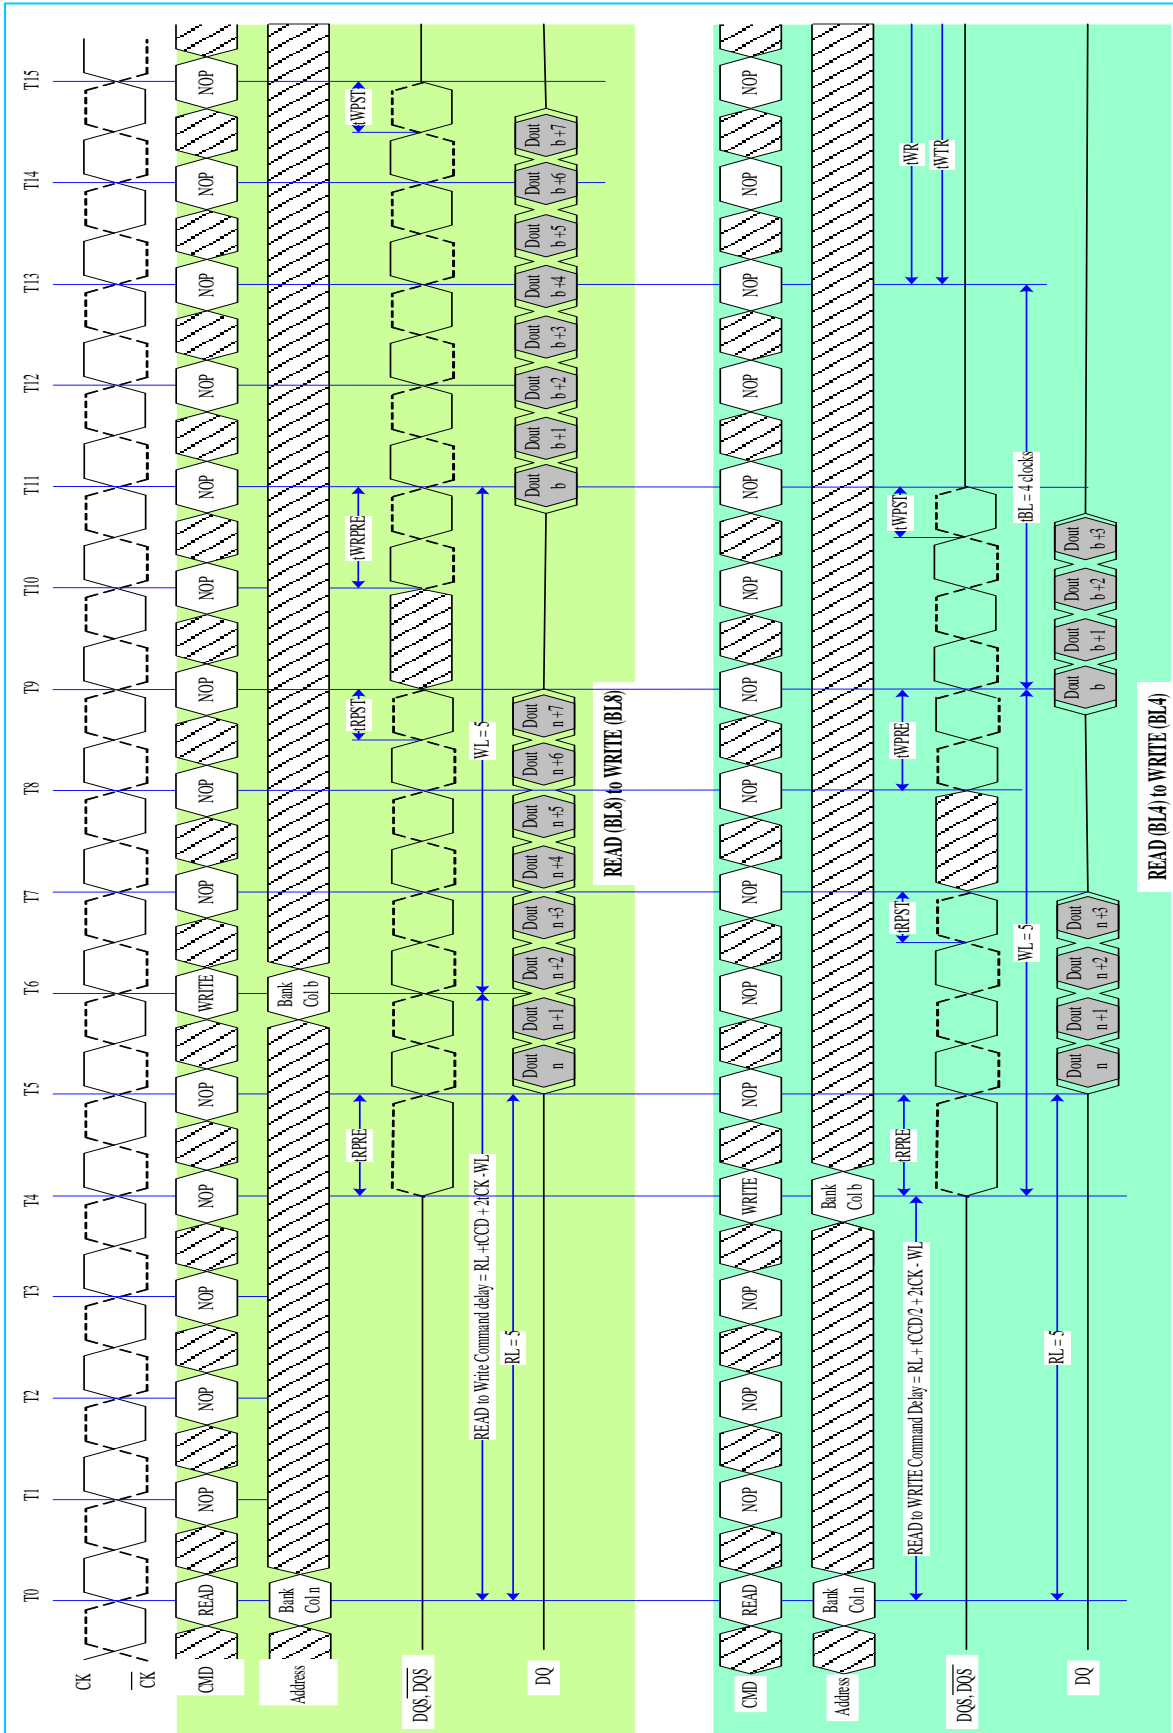 T0 T1 T2 T3 T4 T5 T6 T7 T8 T9 T10 T11 T12 T13 T14 T15
CK
CK
CMD READ NOP NOP NOP NOP NOP WRITE NOP NOP NOP NOP NOP NOP NOP NOP NOP
Address
Bank
Col n
Bank
Col b
tRPRE tRPST tWRPRE tWPST
DQS, DQS
READ to Write Command delay = RL +tCCD + 2tCK -WL
WL = 5
RL = 5
DQ
Dout
n
Dout
n +1
Dout
n +2
Dout
n +3
Dout
n +4
Dout
n +5
Dout
n +6
Dout
n +7
Dout
b
Dout
b +1
Dout
b +2
Dout
b +3
Dout
b +4
Dout
b +5
Dout
b +6
Dout
b +7
READ (BL8) to WRITE (BL8)
CMD READ NOP NOP NOP WRITE NOP NOP NOP NOP NOP NOP NOP NOP NOP NOP NOP
Address
Bank
Col n
Bank
Col b
tRPRE tRPST tWPRE tWPST
READ to WRITE Command Delay = RL + tCCD/2 + 2tCK - WL
tWR
tWTR
DQS, DQS
WL = 5
tBL = 4 clocks
RL = 5
DQ
Dout
n
Dout
n +1
Dout
n +2
Dout
n +3
Dout
b
Dout
b +1
Dout
b +2
Dout
b +3
READ (BL4) to WRITE (BL4)